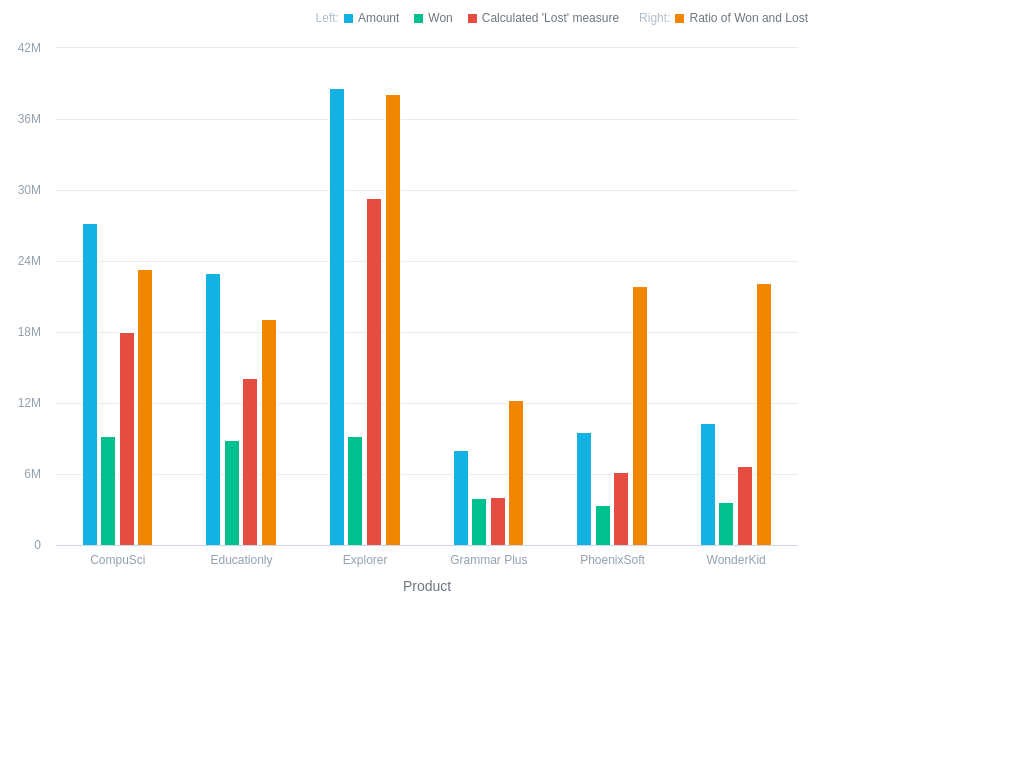 Left: Amount Won Calculated 'Lost' measure Right: Ratio of Won and Lost
42M
36M
30M
24M
18M
12M
6M
0
CompuSci Educationly Explorer Grammar Plus PhoenixSoft WonderKid
Product